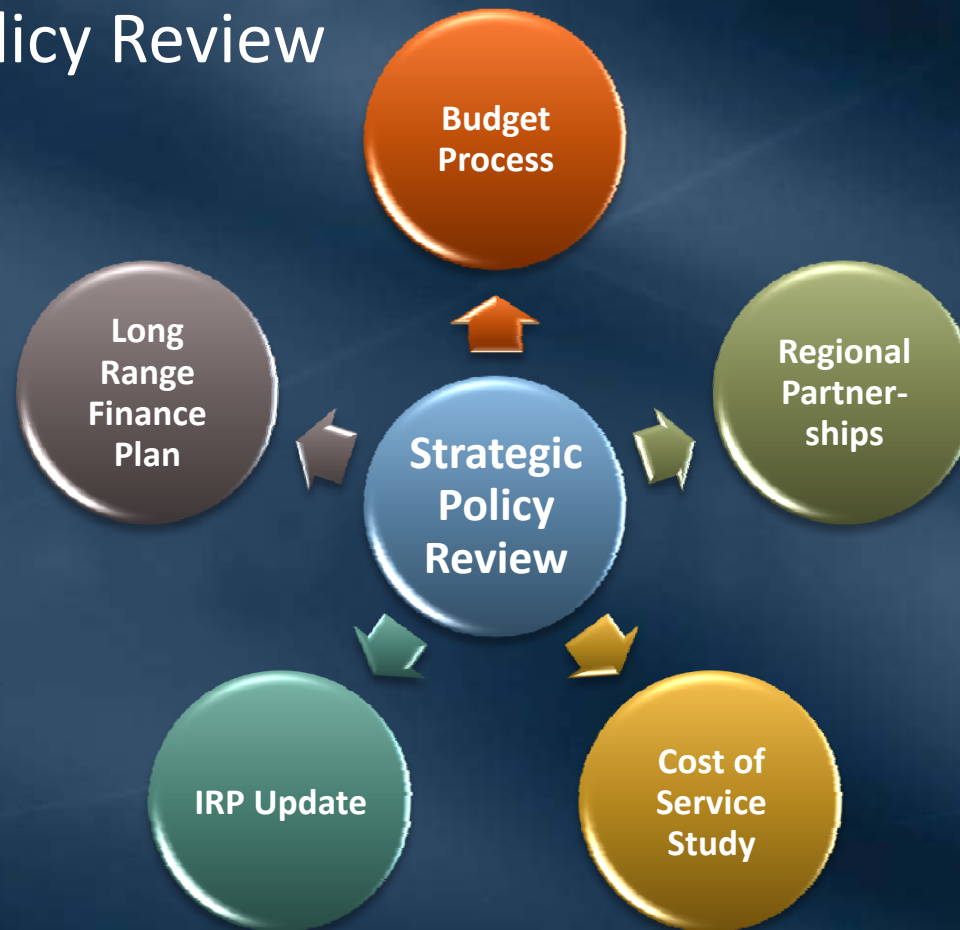 licy Review
Budget
Process
Long
Range
Finance
Plan
Regional
Partner-
ships
Strategic
Policy
Review
IRP Update
Cost of
Service
Study